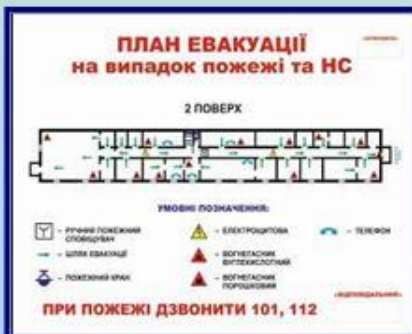 ПЛАН ЕВАКУАЦІЇ
на випадок пожежі та НС
2 ПОВЕРХ
УМОВНІ ПОЗНАЧЕННЯ:
- РУЧНИЙ ПОЖЕЖНИЙ СПОВІЩУВАЧ
- ШЛЯХ ЕВАКУАЦІЇ
- ПОЖЕЖНИЙ КРАН
- ЕЛЕКТРОЩИТОВА
- ВОГНЕГАСНИК ВУГЛЕКИСЛОТНИЙ
- ВОГНЕГАСНИК ПОРОШКОВИЙ
- ТЕЛЕФОН
ПРИ ПОЖЕЖІ ДЗВОНИТИ 101, 112